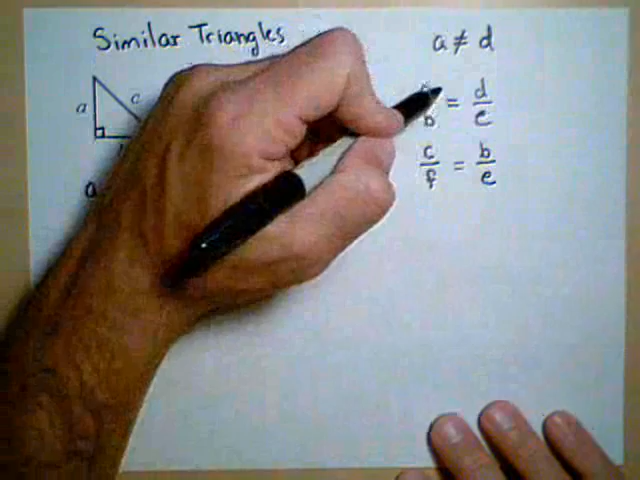 Similar Triangles
a ≠ d
a c
b = d/e
c/f = b/e
a